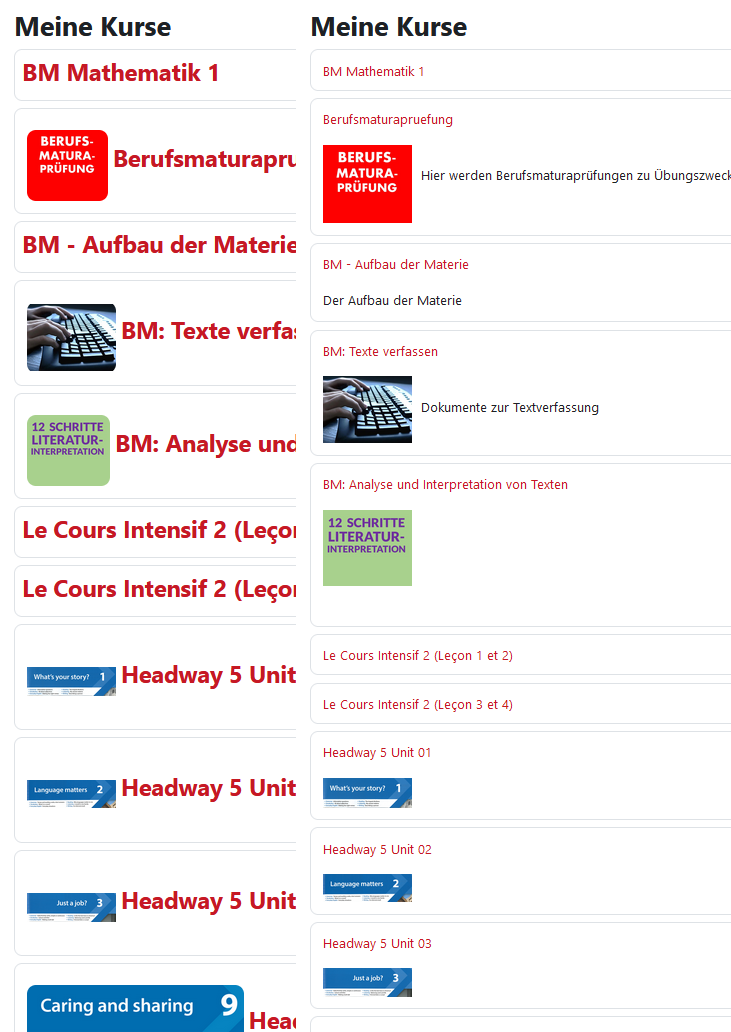 Meine Kurse
BM Mathematik 1
BERUFS-
MATURA-
PRÜFUNG
Berufsmaturapru
BM - Aufbau der Materie
BM: Texte verfas
12 SCHRITTE
LITERATUR-
INTERPRETATION
BM: Analyse und
Le Cours Intensif 2 (Leçon
Le Cours Intensif 2 (Leçon
What's your story? 1
Headway 5 Unit
Language matters 2
Headway 5 Unit
Just a job? 3
Headway 5 Unit
Caring and sharing 9
Head
Meine Kurse
BM Mathematik 1
Berufsmaturapruefung
BERUFS-
MATURA-
PRÜFUNG
Hier werden Berufsmaturaprüfungen zu Übungszweck
BM - Aufbau der Materie
Der Aufbau der Materie
BM: Texte verfassen
Dokumente zur Textverfassung
BM: Analyse und Interpretation von Texten
12 SCHRITTE
LITERATUR-
INTERPRETATION
Le Cours Intensif 2 (Leçon 1 et 2)
Le Cours Intensif 2 (Leçon 3 et 4)
Headway 5 Unit 01
What's your story? 1
Headway 5 Unit 02
Language matters 2
Headway 5 Unit 03
Just a job? 3